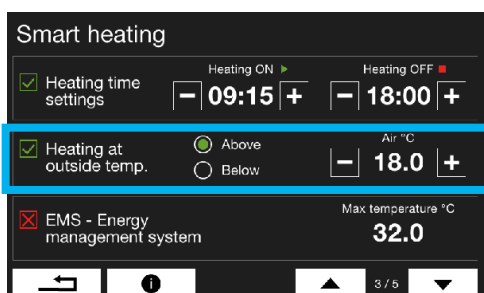 Smart heating
Heating time
settings
Heating ON
− 09:15 +
Heating OFF
− 18:00 +
Heating at
outside temp.
Above
Below
Air °C
− 18.0 +
EMS - Energy
management system
Max temperature °C
32.0
3/5